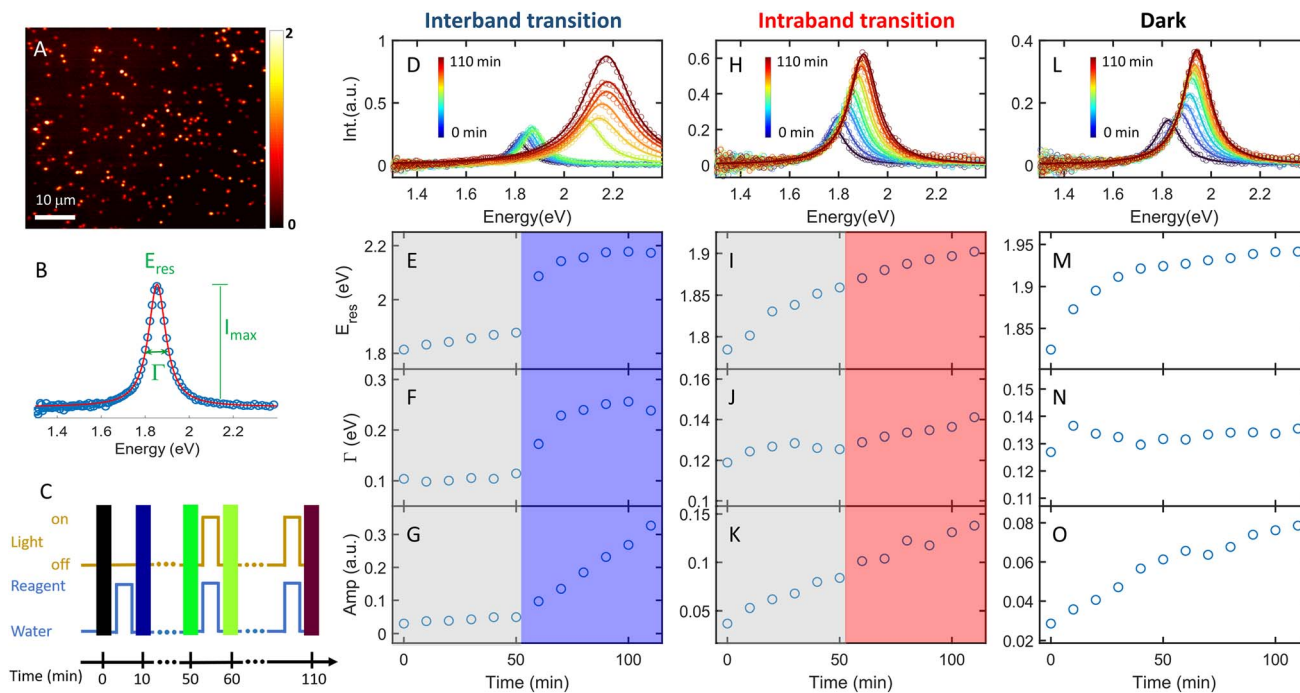 Interband transition
Intraband transition
Dark
A
2
0
10 μm
B
E_res
I_max
Γ
1.4 1.6 1.8 2 2.2
Energy (eV)
C
on
Light
off
Reagent
Water
Time (min)
0 10 50 60 110
D
110 min
0 min
Int.(a.u.)
1
0.5
0
1.4 1.6 1.8 2 2.2
Energy(eV)
H
110 min
0 min
0.6
0.4
0.2
0
1.4 1.6 1.8 2 2.2
Energy(eV)
L
110 min
0 min
0.4
0.2
0
1.4 1.6 1.8 2 2.2
Energy(eV)
E
E_res (eV)
2.2
2
1.8
I
1.9
1.85
1.8
M
1.95
1.9
1.85
F
Γ (eV)
0.3
0.2
0.1
J
0.16
0.14
0.12
0.1
N
0.15
0.14
0.13
0.12
0.11
G
Amp (a.u.)
0.3
0.2
0.1
0
0 50 100
Time (min)
K
0.15
0.1
0.05
0 50 100
Time (min)
O
0.08
0.06
0.04
0.02
0 50 100
Time (min)